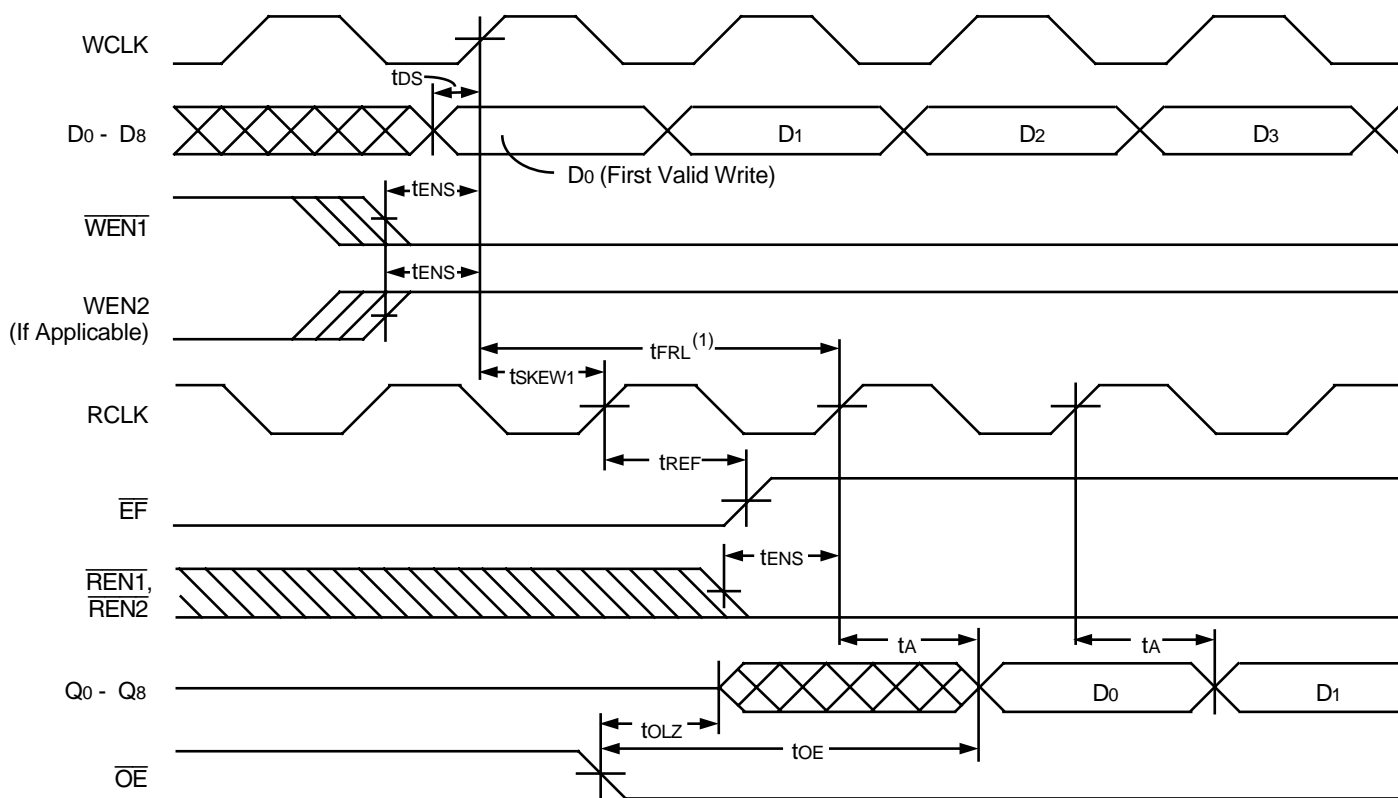 WCLK
tDS
D0 - D8
D1
D2
D3
D0 (First Valid Write)
tENS
WEN1
tENS
WEN2
(If Applicable)
tFRL(1)
tSKEW1
RCLK
tREF
EF
tENS
REN1,
REN2
tA
tA
Q0 - Q8
D0
D1
tOLZ
tOE
OE